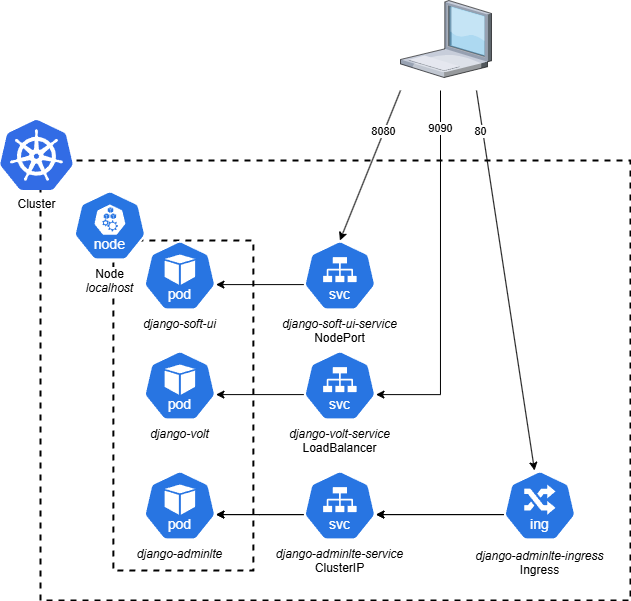 8080
9090
80
Cluster
node
Node
localhost
pod
svc
django-soft-ui
django-soft-ui-service
NodePort
pod
svc
django-volt
django-volt-service
LoadBalancer
pod
svc
ing
django-adminlte
django-adminlte-service
ClusterIP
django-adminlte-ingress
Ingress